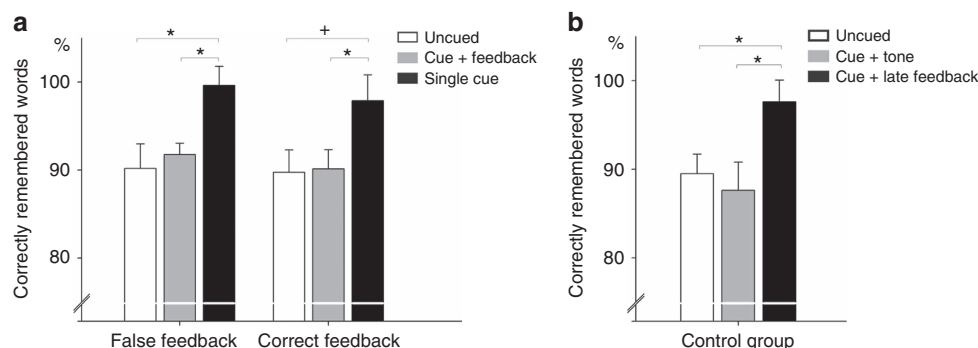 a
%
Correctly remembered words
100
90
80
* * + *
Uncued
Cue + feedback
Single cue
False feedback Correct feedback
b
%
Correctly remembered words
100
90
80
* *
Uncued
Cue + tone
Cue + late feedback
Control group